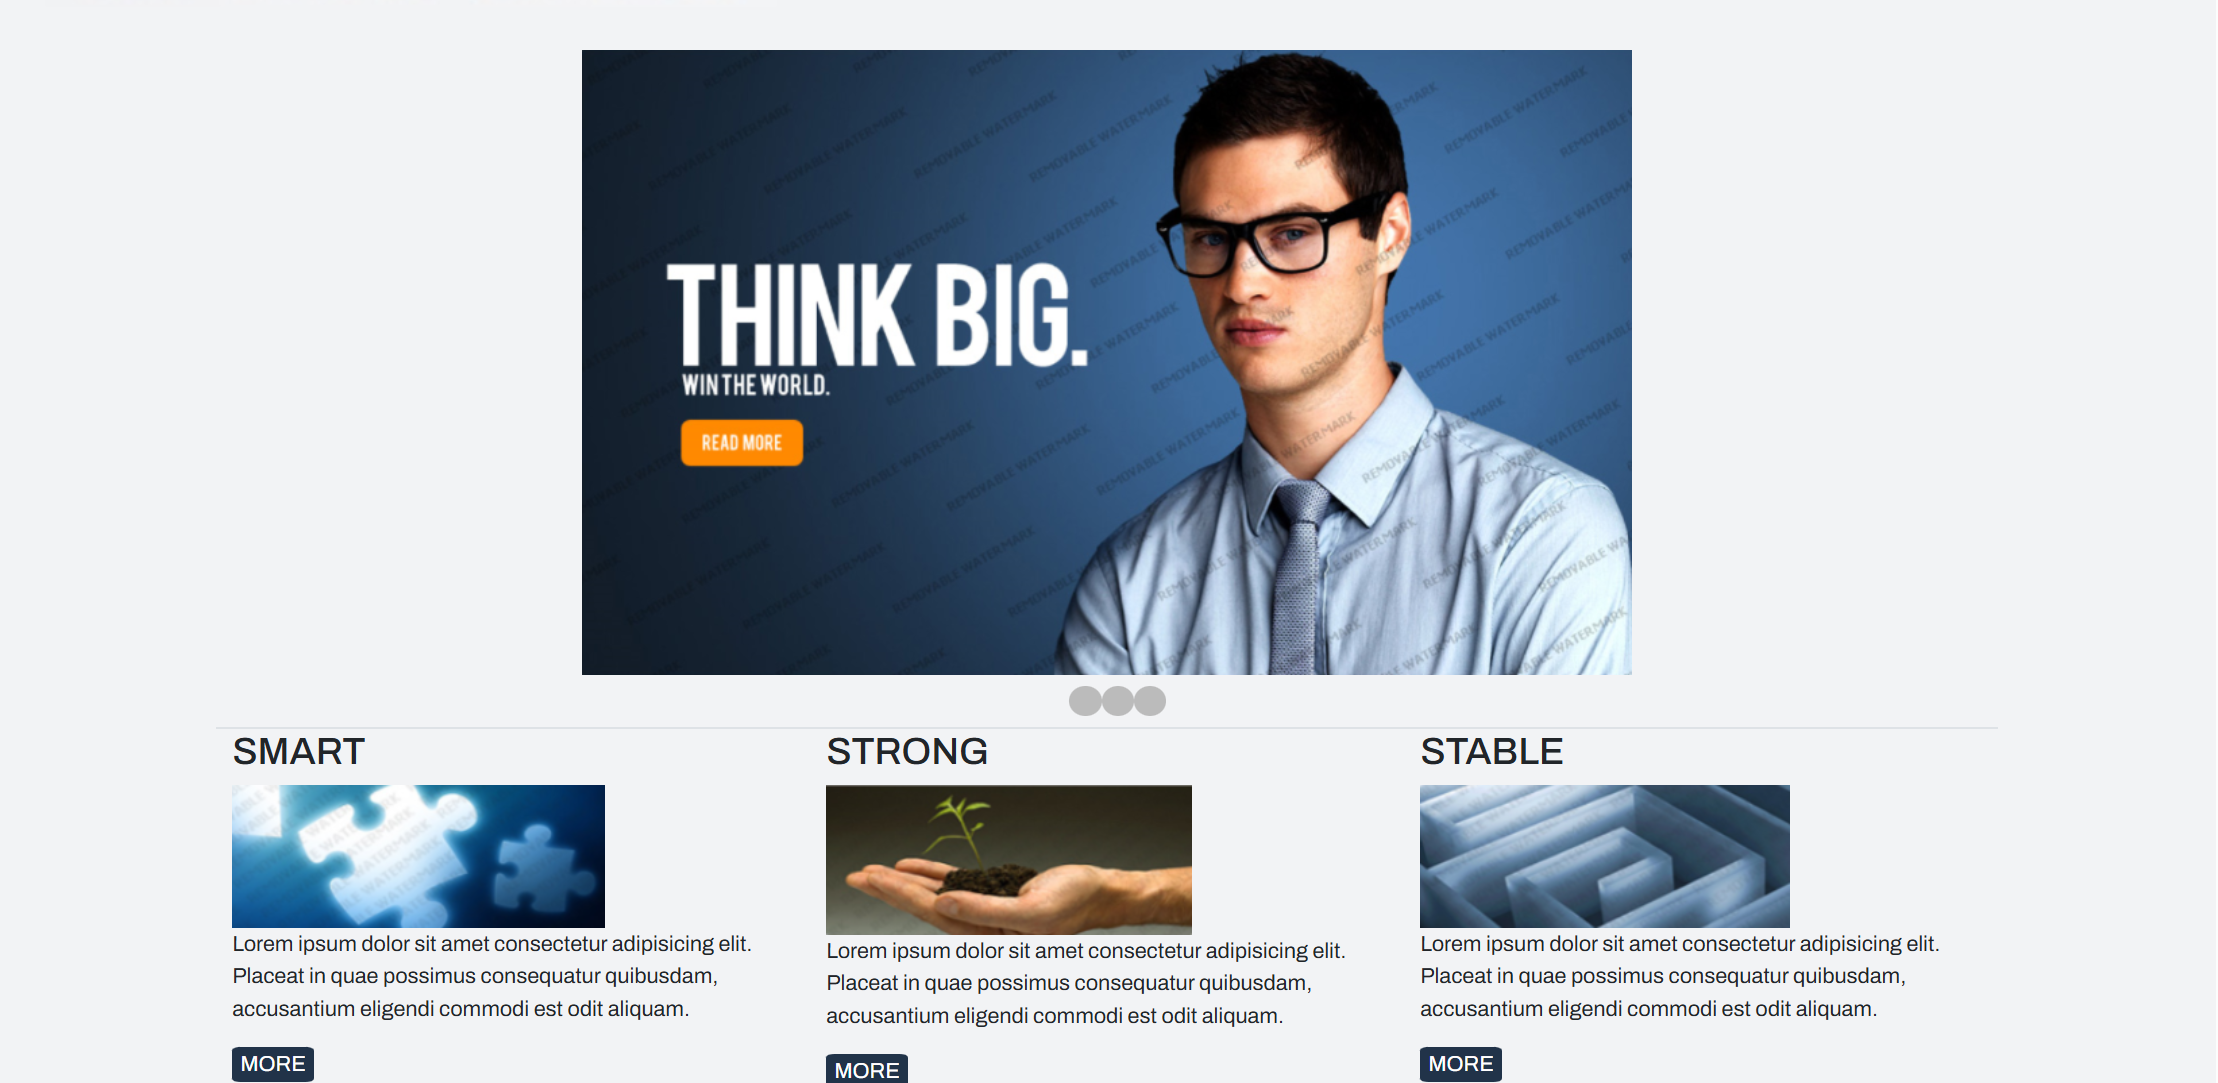 THINK BIG.
WIN THE WORLD.
READ MORE
REMOVABLE WATERMARK
SMART
Lorem ipsum dolor sit amet consectetur adipisicing elit.
Placeat in quae possimus consequatur quibusdam,
accusantium eligendi commodi est odit aliquam.
MORE
STRONG
Lorem ipsum dolor sit amet consectetur adipisicing elit.
Placeat in quae possimus consequatur quibusdam,
accusantium eligendi commodi est odit aliquam.
MORE
STABLE
Lorem ipsum dolor sit amet consectetur adipisicing elit.
Placeat in quae possimus consequatur quibusdam,
accusantium eligendi commodi est odit aliquam.
MORE